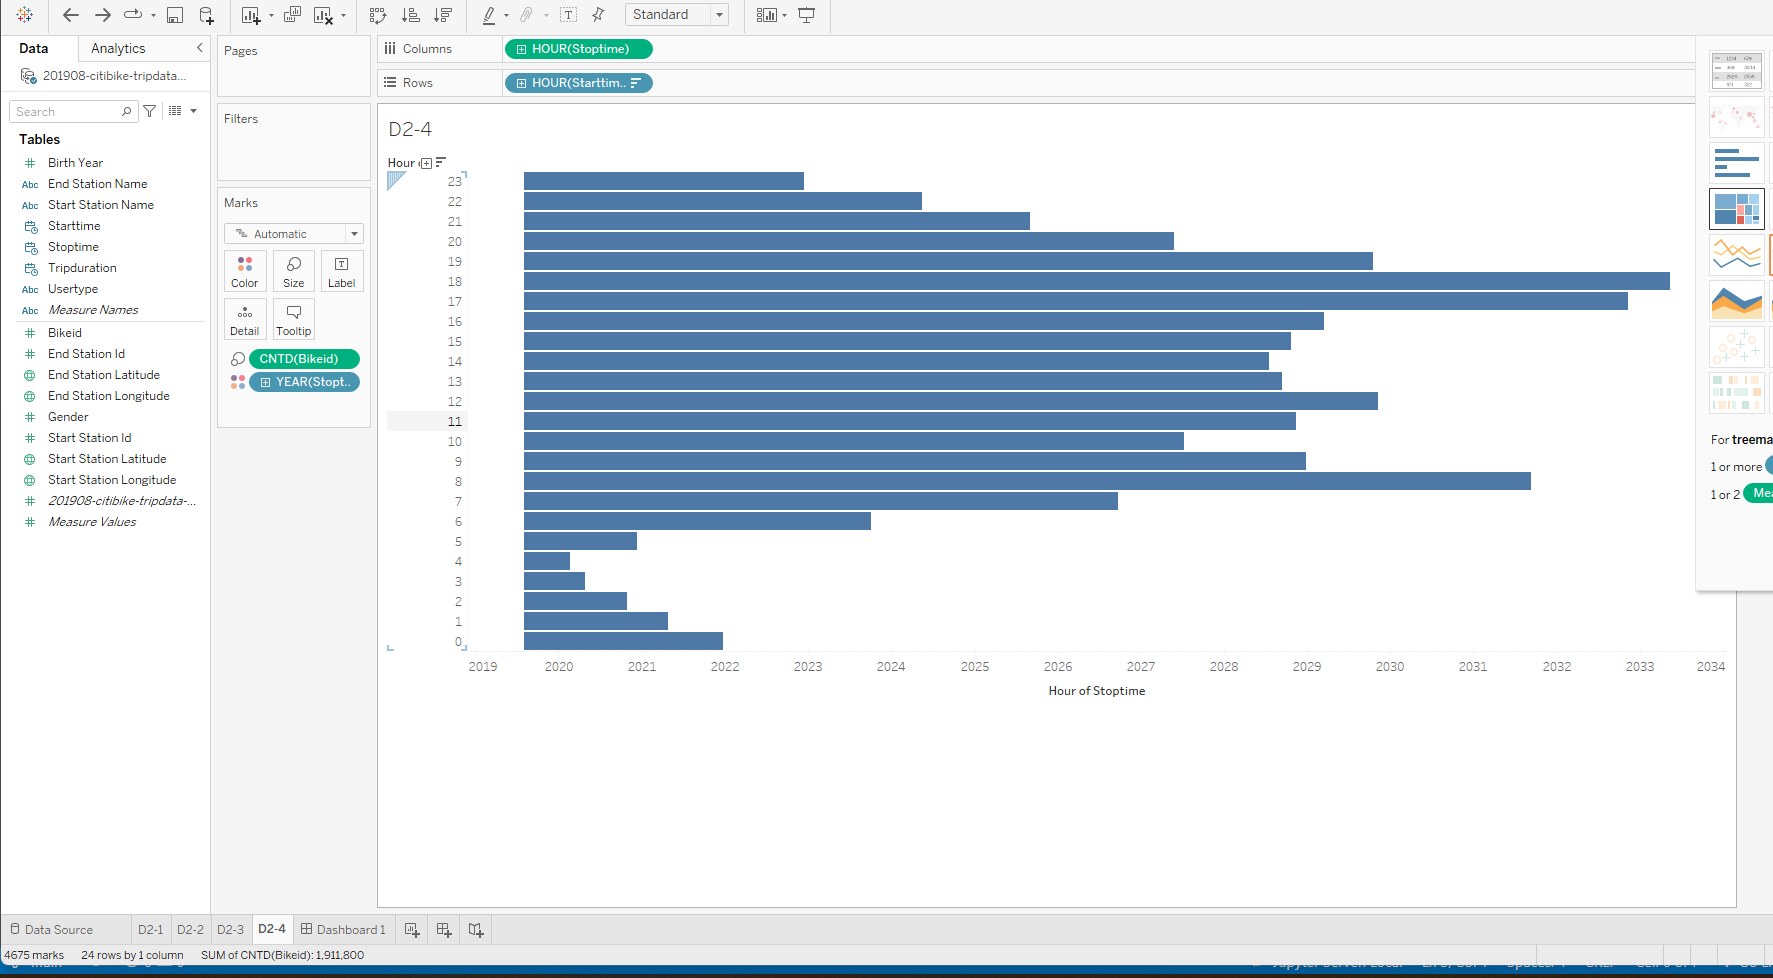 Standard
Data
Analytics
201908-citibike-tripdata...
Search
Tables
Birth Year
Abc End Station Name
Abc Start Station Name
Starttime
Stoptime
Tripduration
Abc Usertype
Abc Measure Names
Bikeid
End Station Id
End Station Latitude
End Station Longitude
Gender
Start Station Id
Start Station Latitude
Start Station Longitude
201908-citibike-tripdata-...
Measure Values
Pages
Filters
Marks
Automatic
Color
Size
Label
Detail
Tooltip
CNTD(Bikeid)
YEAR(Stopt..
Columns
HOUR(Stoptime)
Rows
HOUR(Starttim..
D2-4
Hour
23
22
21
20
19
18
17
16
15
14
13
12
11
10
9
8
7
6
5
4
3
2
1
0
2019 2020 2021 2022 2023 2024 2025 2026 2027 2028 2029 2030 2031 2032 2033 2034
Hour of Stoptime
For treema
1 or more
1 or 2 Mea
Data Source
D2-1
D2-2
D2-3
D2-4
Dashboard 1
4675 marks 24 rows by 1 column SUM of CNTD(Bikeid): 1,911,800